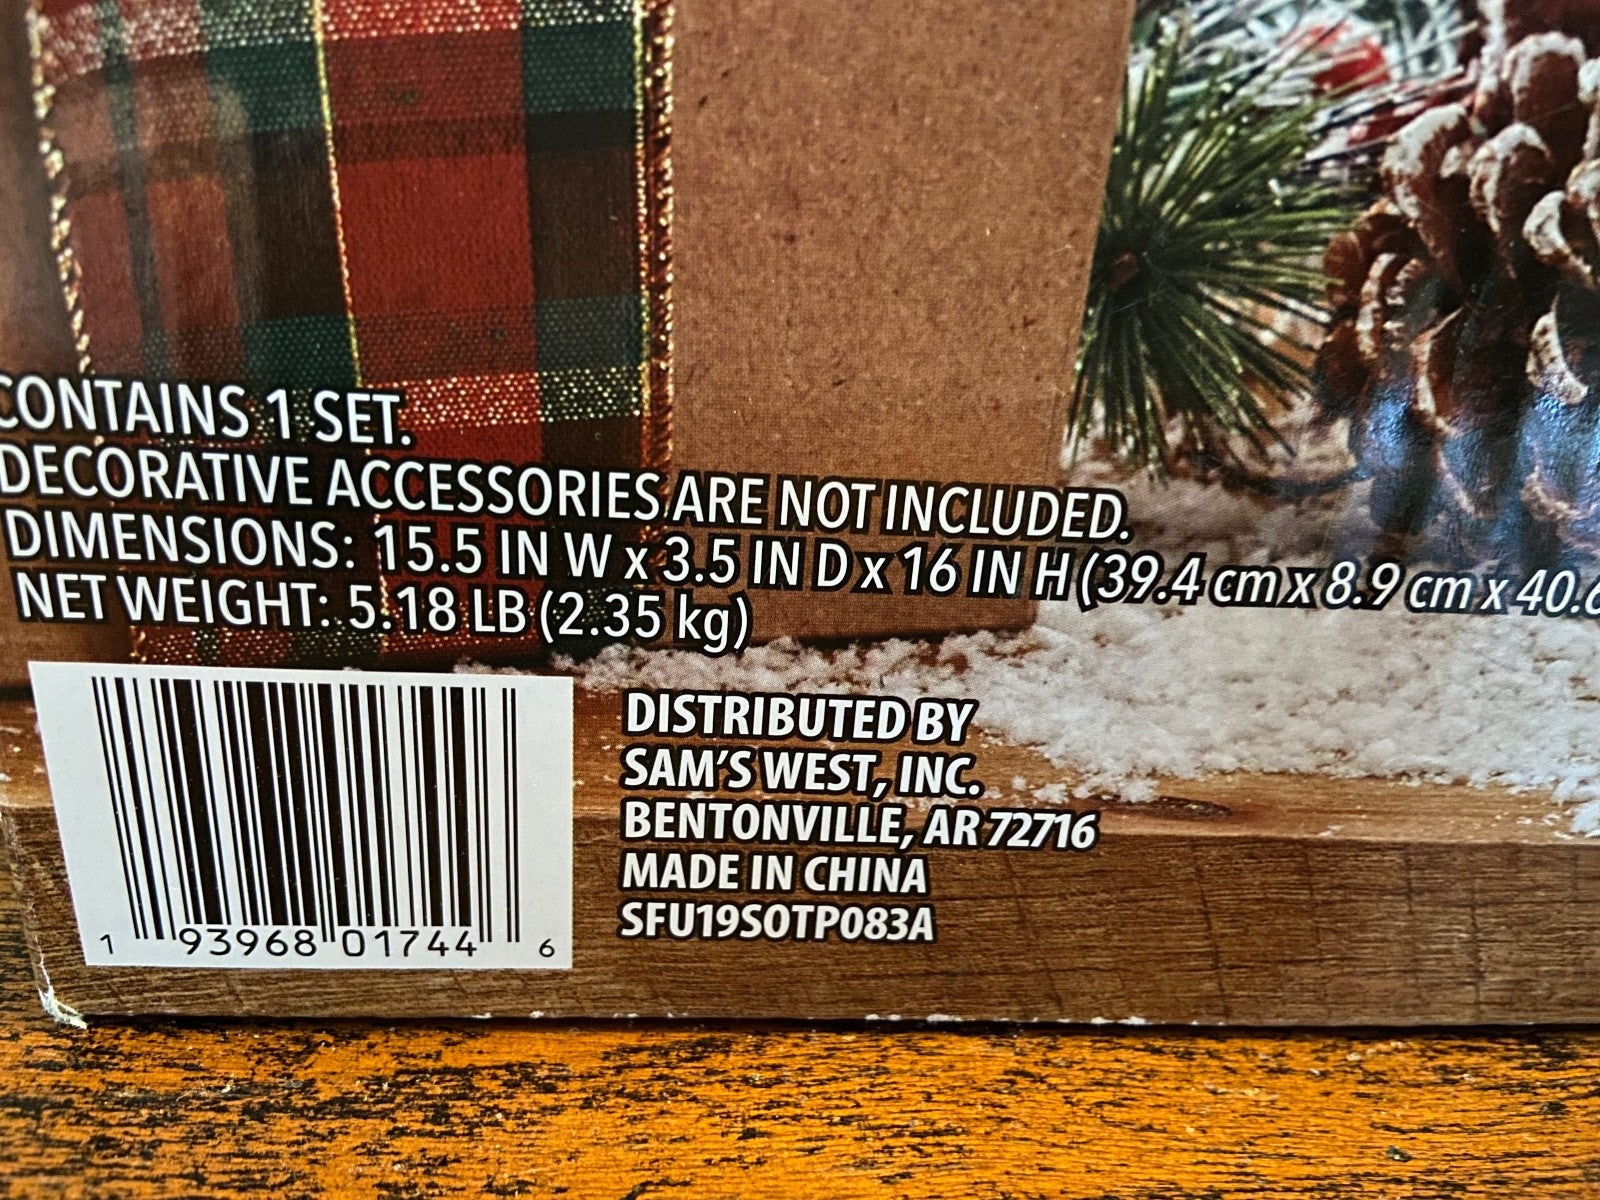 CONTAINS 1 SET.
DECORATIVE ACCESSORIES ARE NOT INCLUDED.
DIMENSIONS: 15.5 IN W x 3.5 IN D x 16 IN H (39.4 cm x 8.9 cm x 40.6
NET WEIGHT: 5.18 LB (2.35 kg)
DISTRIBUTED BY
SAM'S WEST, INC.
BENTONVILLE, AR 72716
MADE IN CHINA
SFU19SOTP083A
1 93968 01744 6